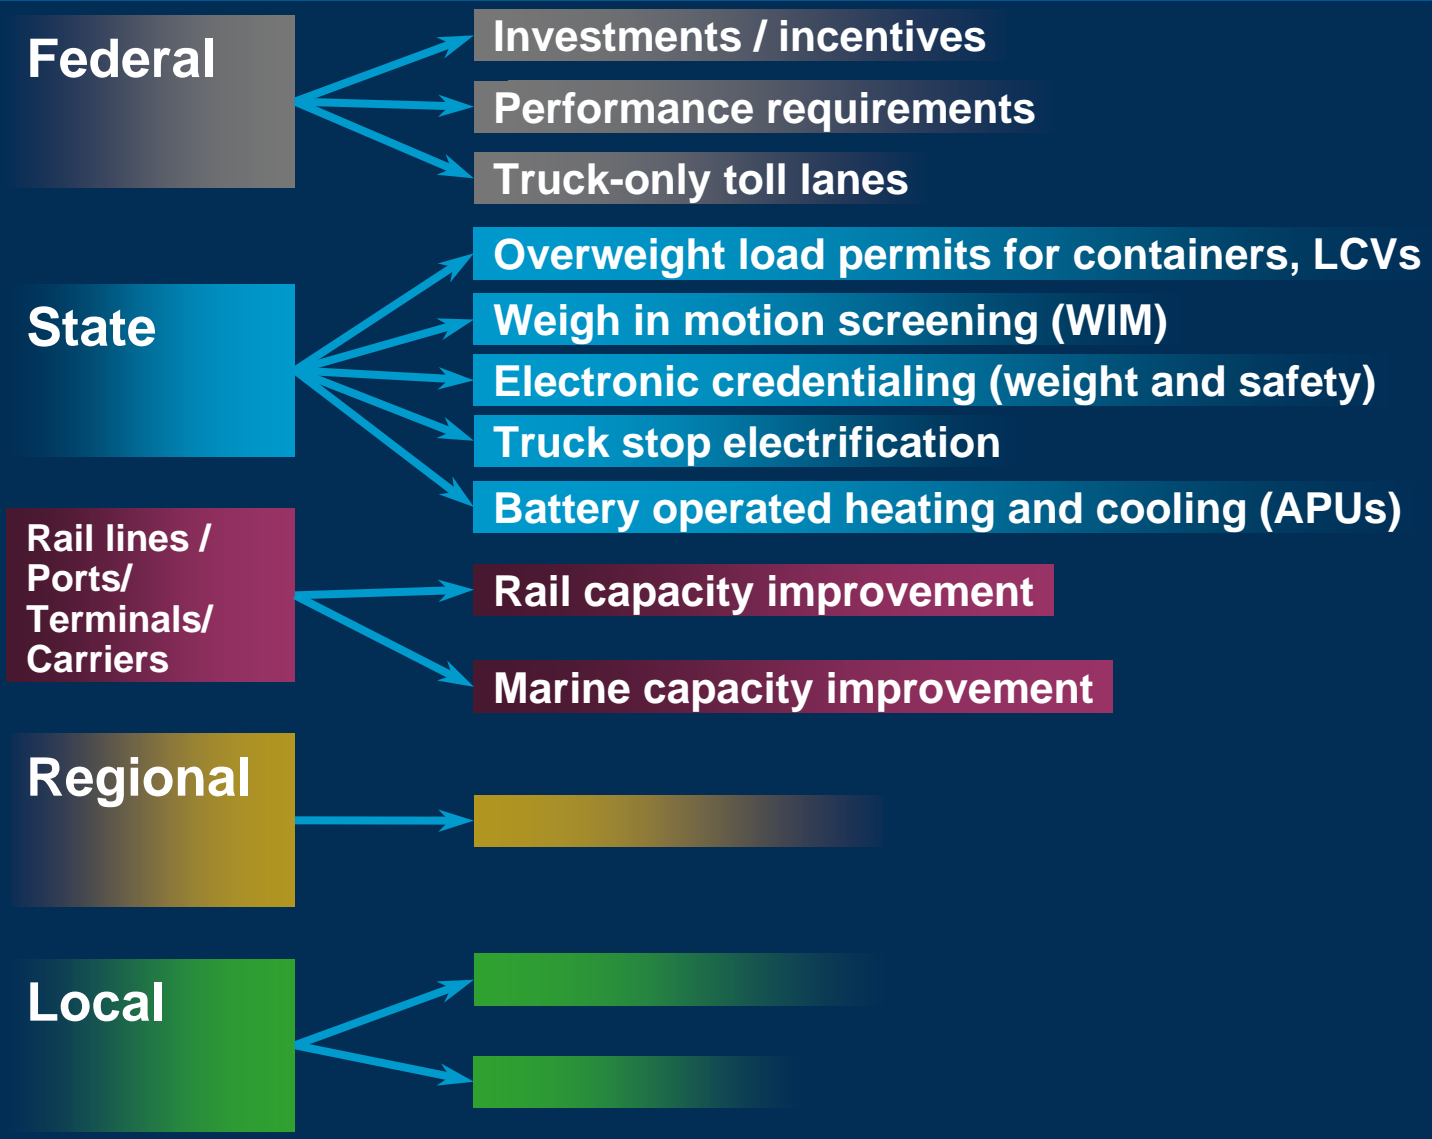 Federal
Investments / incentives
Performance requirements
Truck-only toll lanes
State
Overweight load permits for containers, LCVs
Weigh in motion screening (WIM)
Electronic credentialing (weight and safety)
Truck stop electrification
Battery operated heating and cooling (APUs)
Rail lines /
Ports/
Terminals/
Carriers
Rail capacity improvement
Marine capacity improvement
Regional
Local